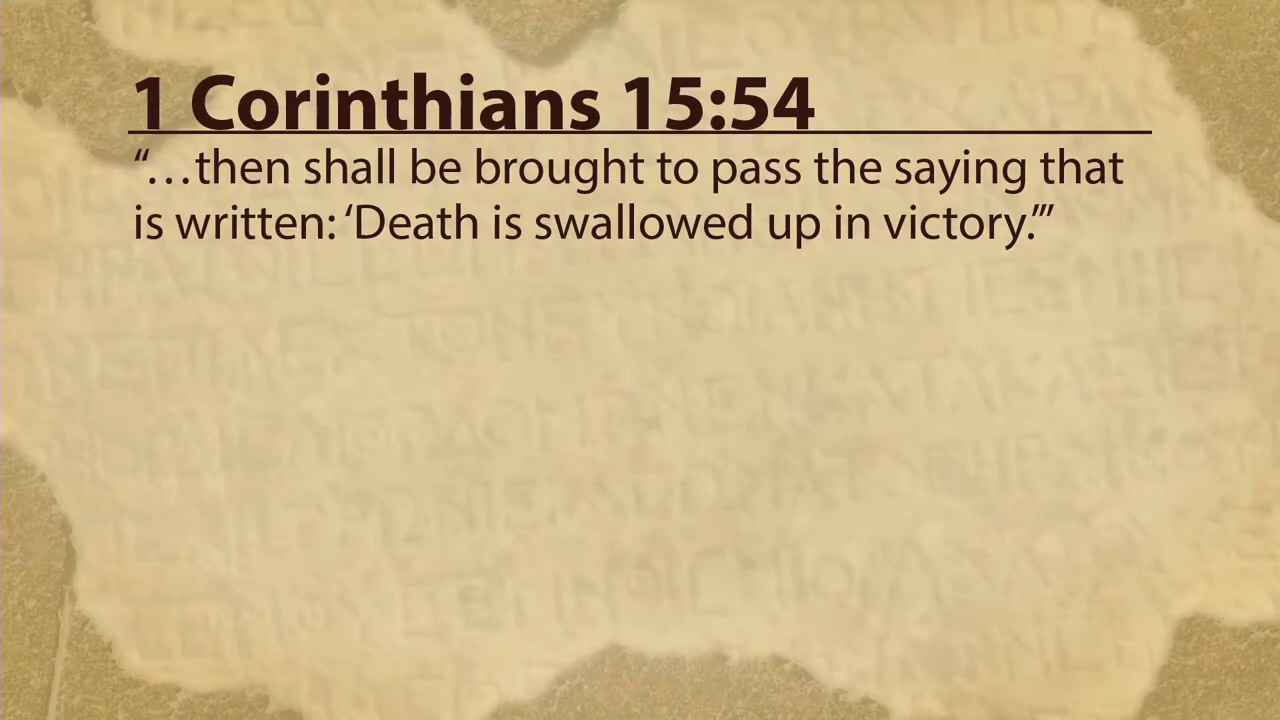 1 Corinthians 15:54
“…then shall be brought to pass the saying that
is written: ‘Death is swallowed up in victory.’”